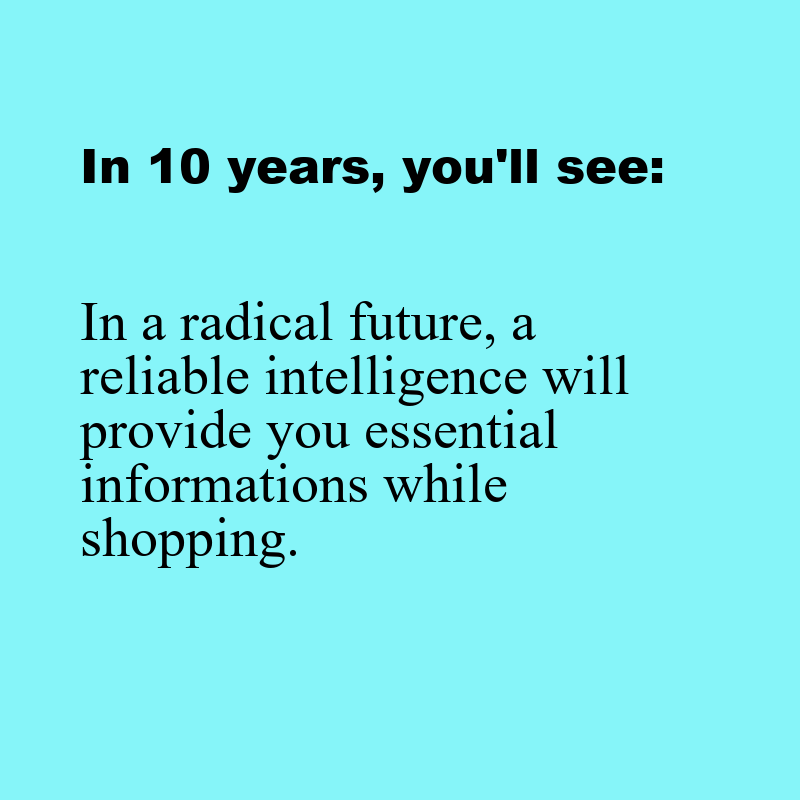 In 10 years, you'll see:
In a radical future, a
reliable intelligence will
provide you essential
informations while
shopping.